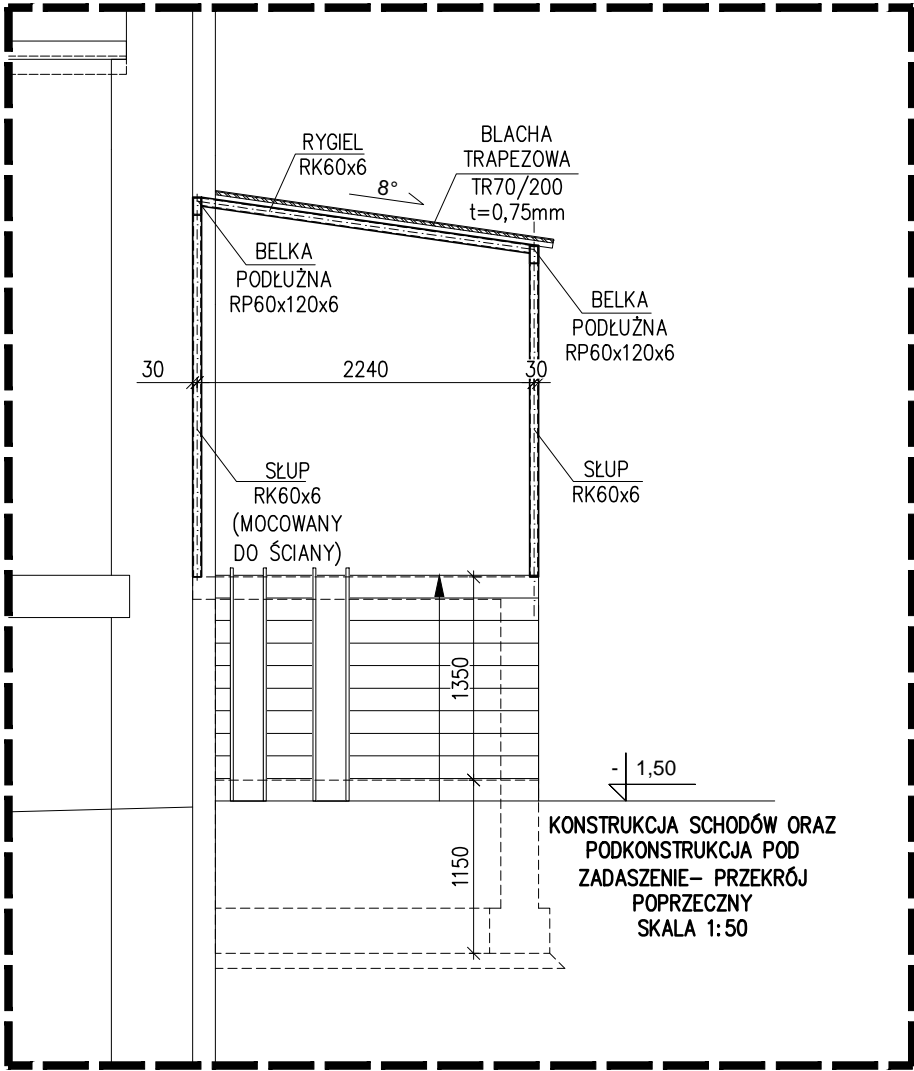 RYGIEL
RK60x6
8°
BLACHA
TRAPEZOWA
TR70/200
t=0,75mm
BELKA
PODŁUŻNA
RP60x120x6
BELKA
PODŁUŻNA
RP60x120x6
30
2240
30
SŁUP
RK60x6
(MOCOWANY
DO ŚCIANY)
SŁUP
RK60x6
1350
- 1,50
1150
KONSTRUKCJA SCHODÓW ORAZ
PODKONSTRUKCJA POD
ZADASZENIE– PRZEKRÓJ
POPRZECZNY
SKALA 1:50